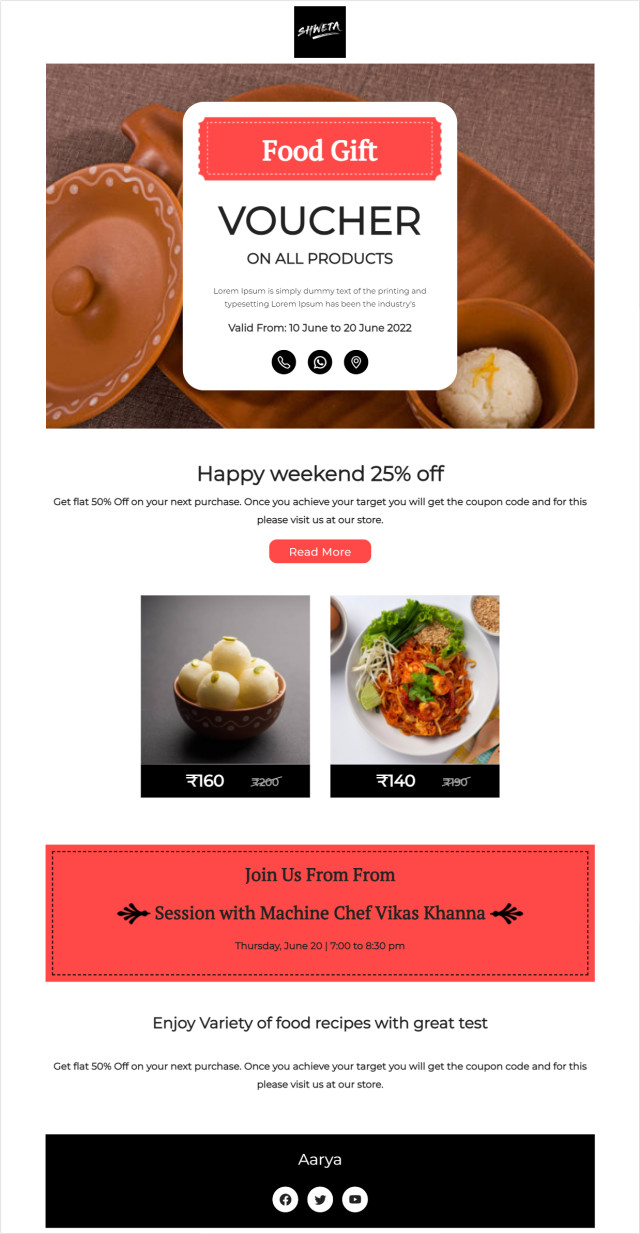 SHWETA
Food Gift
VOUCHER
ON ALL PRODUCTS
Lorem Ipsum is simply dummy text of the printing and
typesetting Lorem Ipsum has been the industry's
Valid From: 10 June to 20 June 2022
Happy weekend 25% off
Get flat 50% Off on your next purchase. Once you achieve your target you will get the coupon code and for this
please visit us at our store.
Read More
₹160 ₹200
₹140 ₹190
Join Us From From
Session with Machine Chef Vikas Khanna
Thursday, June 20 | 7:00 to 8:30 pm
Enjoy Variety of food recipes with great test
Get flat 50% Off on your next purchase. Once you achieve your target you will get the coupon code and for this
please visit us at our store.
Aarya